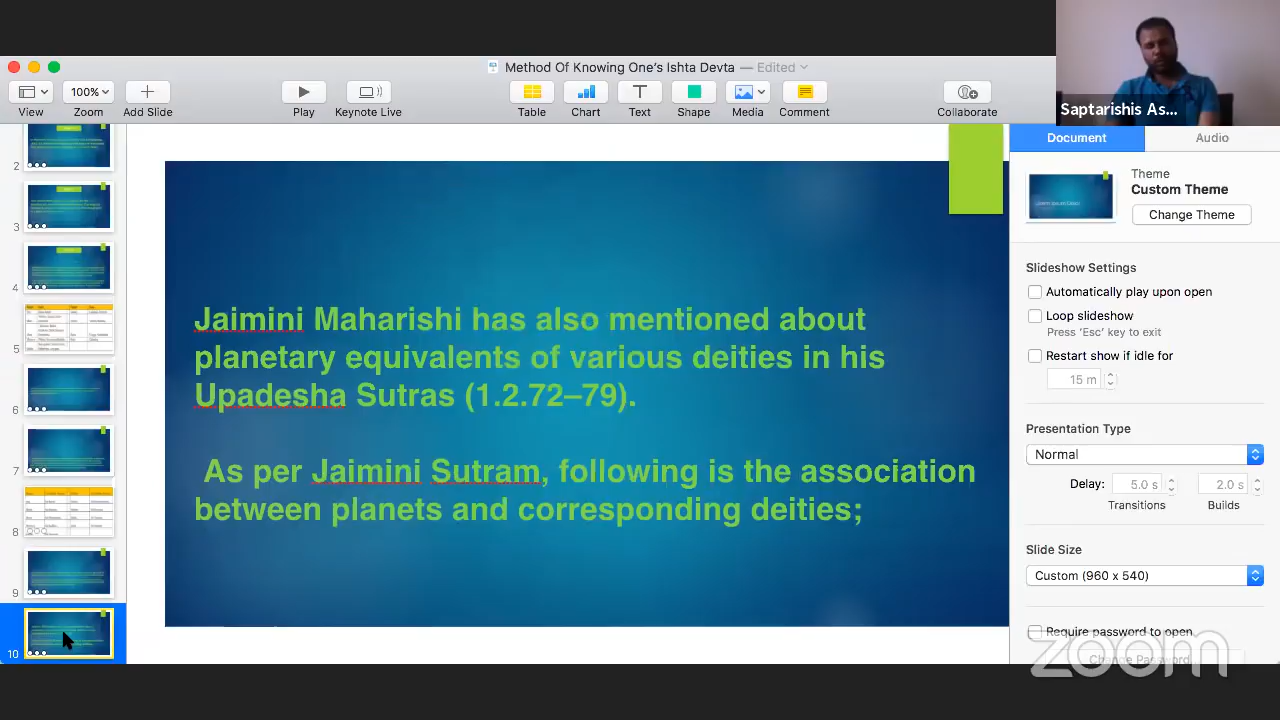 Method Of Knowing One's Ishta Devta — Edited
View
100%
Zoom
Add Slide
Play
Keynote Live
Table
Chart
Text
Shape
Media
Comment
Collaborate
Saptarishis As...
Document
Audio
Theme
Custom Theme
Change Theme
Slideshow Settings
Automatically play upon open
Loop slideshow
Press 'Esc' key to exit
Restart show if idle for
15 m
Presentation Type
Normal
Delay:
5.0 s
2.0 s
Transitions
Builds
Slide Size
Custom (960 x 540)
Require password to open
Change Password...
zoom
2
3
4
5
6
7
8
9
10
Jaimini Maharishi has also mentioned about
planetary equivalents of various deities in his
Upadesha Sutras (1.2.72–79).
As per Jaimini Sutram, following is the association
between planets and corresponding deities;